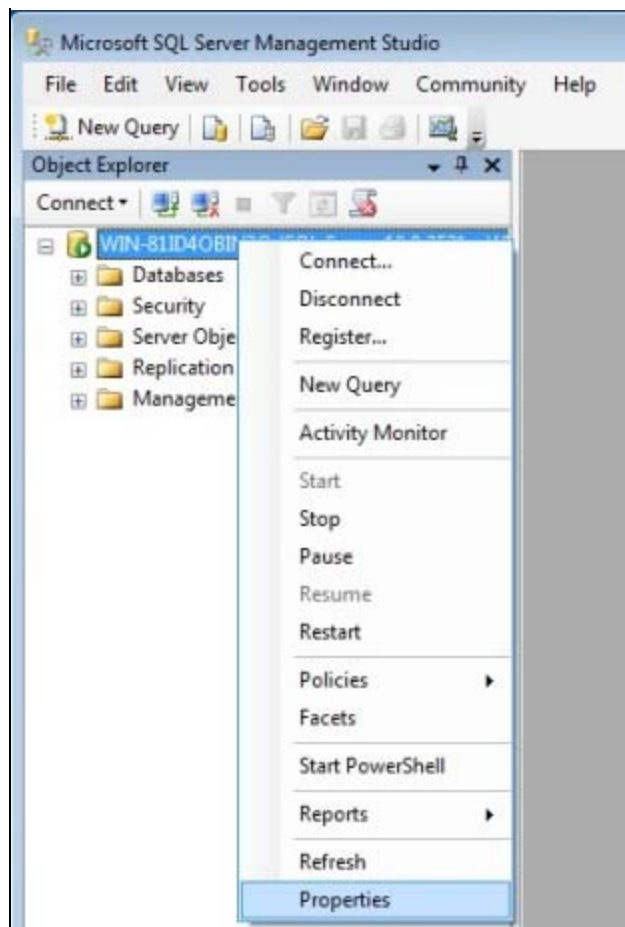 Microsoft SQL Server Management Studio
File Edit View Tools Window Community Help
New Query
Object Explorer
Connect
WIN-81ID4OBIN
Databases
Security
Server Obje
Replication
Manageme
Connect...
Disconnect
Register...
New Query
Activity Monitor
Start
Stop
Pause
Resume
Restart
Policies
Facets
Start PowerShell
Reports
Refresh
Properties